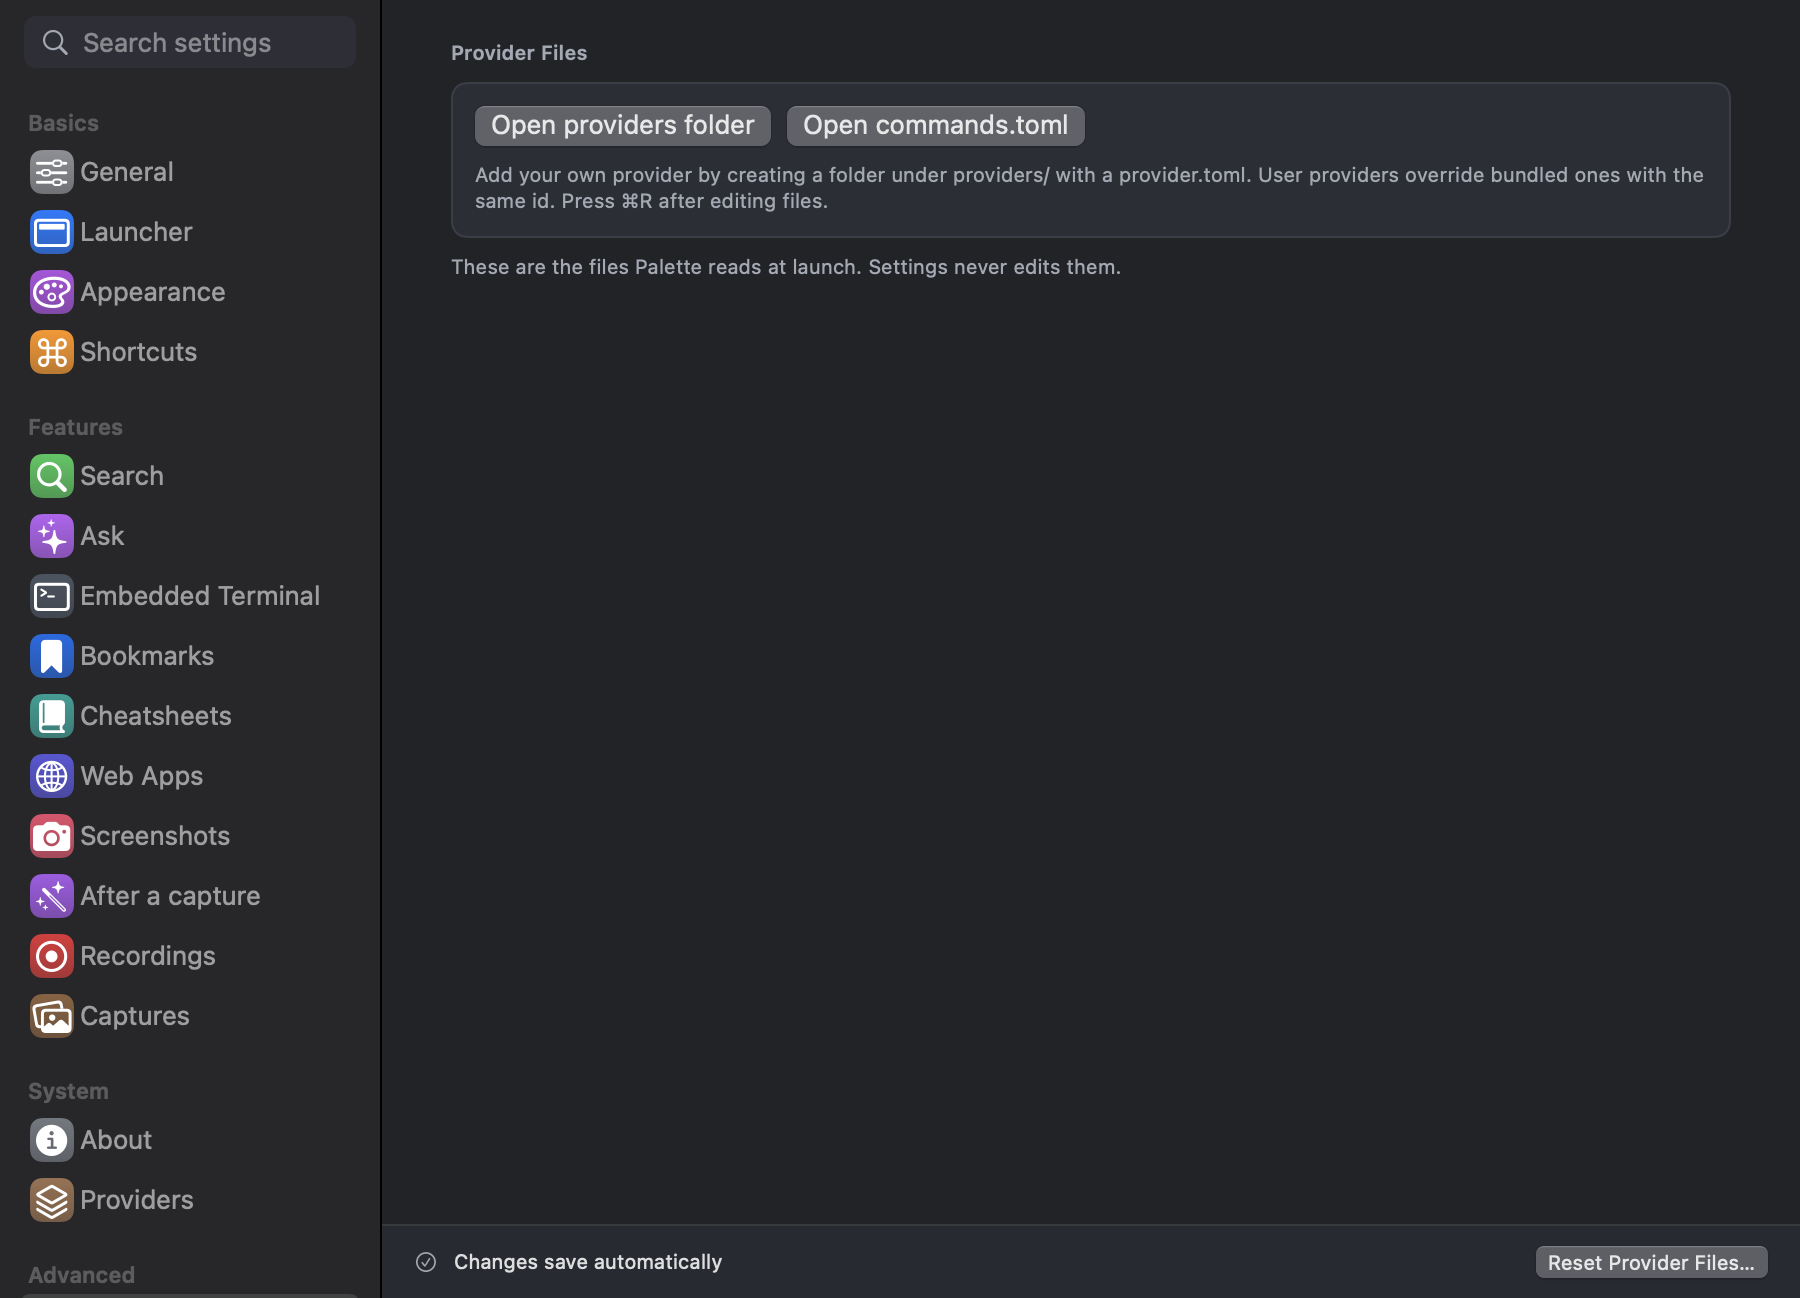 Search settings
Basics
General
Launcher
Appearance
Shortcuts
Features
Search
Ask
Embedded Terminal
Bookmarks
Cheatsheets
Web Apps
Screenshots
After a capture
Recordings
Captures
System
About
Providers
Advanced
Provider Files
Open providers folder
Open commands.toml
Add your own provider by creating a folder under providers/ with a provider.toml. User providers override bundled ones with the
same id. Press ⌘R after editing files.
These are the files Palette reads at launch. Settings never edits them.
Changes save automatically
Reset Provider Files...